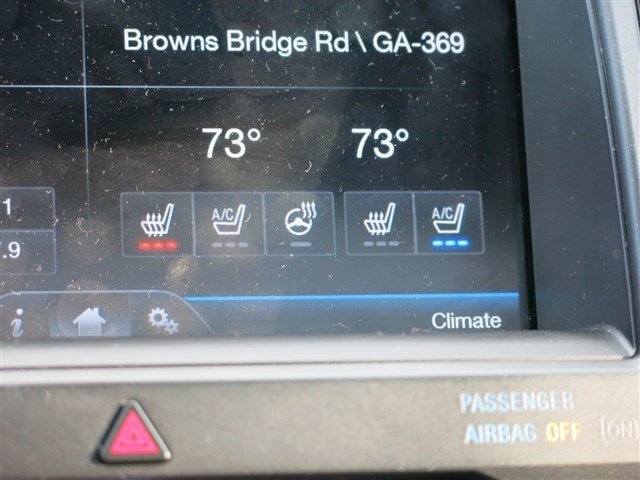 Browns Bridge Rd \ GA-369
73° 73°
1
.9
A/C A/C
i
Climate
PASSENGER
AIRBAG OFF [ON]